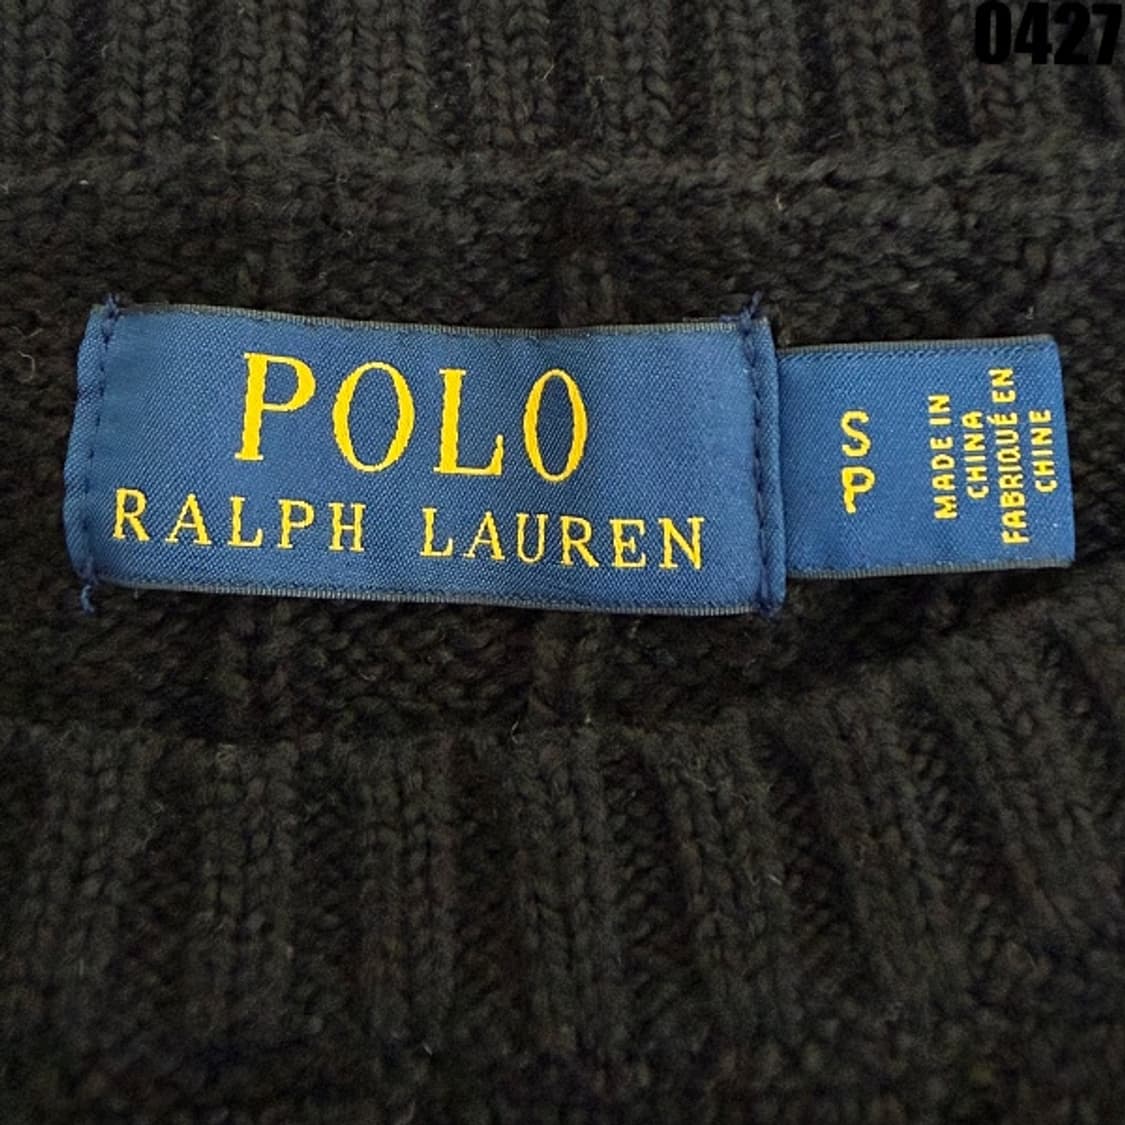 0427
POLO
RALPH LAUREN
S
P
MADE IN
CHINA
FABRIQUÉ EN
CHINE